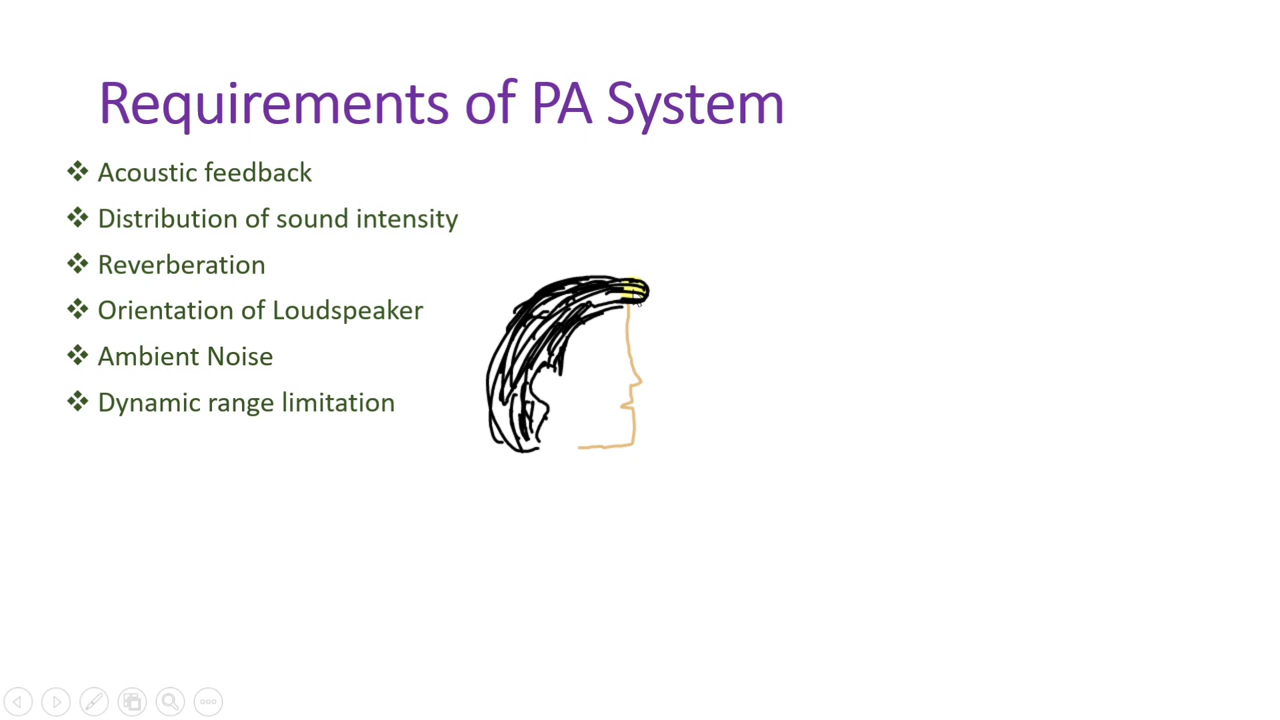 Requirements of PA System
Acoustic feedback
Distribution of sound intensity
Reverberation
Orientation of Loudspeaker
Ambient Noise
Dynamic range limitation